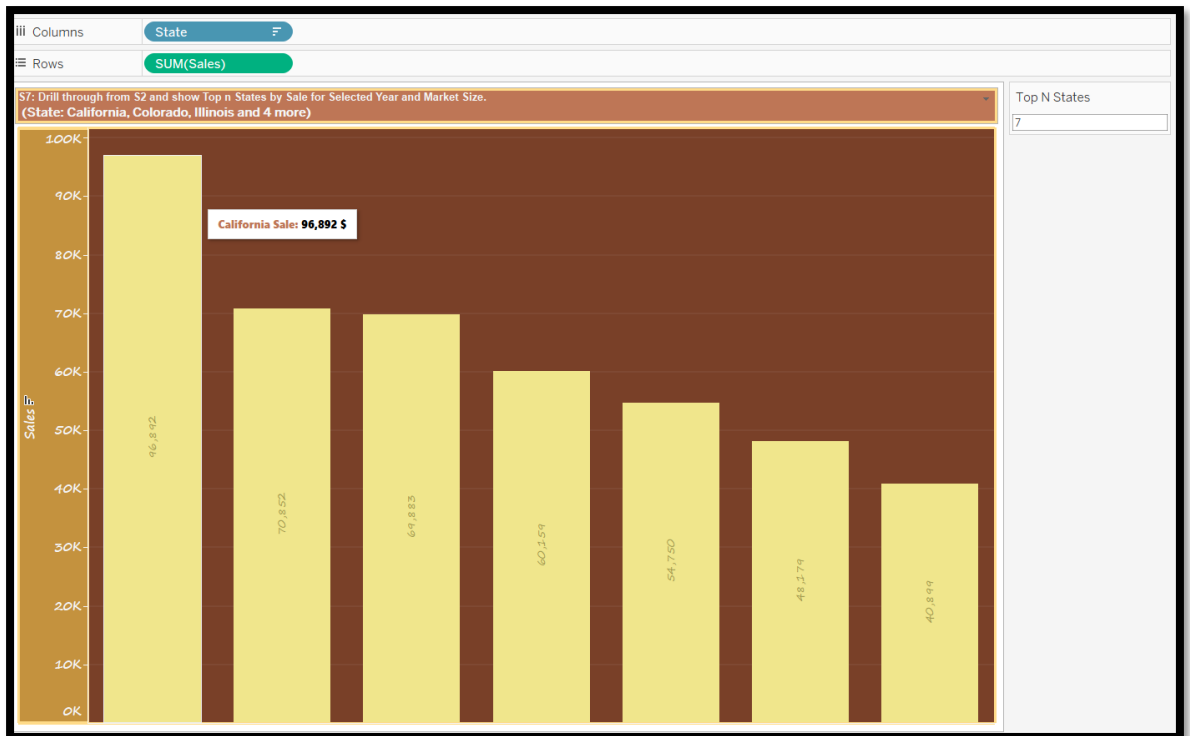 Columns
State
Rows
SUM(Sales)
S7: Drill through from S2 and show Top n States by Sale for Selected Year and Market Size.
(State: California, Colorado, Illinois and 4 more)
Top N States
7
100K
90K
80K
70K
60K
50K
40K
30K
20K
10K
0K
Sales
California Sale: 96,892 $
96,892
70,852
69,883
60,159
54,750
48,179
40,899